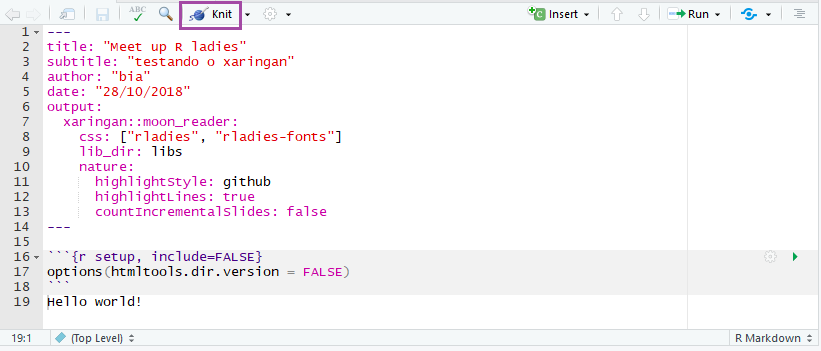 ABC Knit Insert Run
1 ---
2 title: "Meet up R ladies"
3 subtitle: "testando o xaringan"
4 author: "bia"
5 date: "28/10/2018"
6 output:
7   xaringan::moon_reader:
8     css: ["rladies", "rladies-fonts"]
9     lib_dir: libs
10     nature:
11       highlightStyle: github
12       highlightLines: true
13       countIncrementalSlides: false
14 ---
15
16 ```{r setup, include=FALSE}
17 options(htmltools.dir.version = FALSE)
18 ```
19 Hello world!
19:1 (Top Level) R Markdown